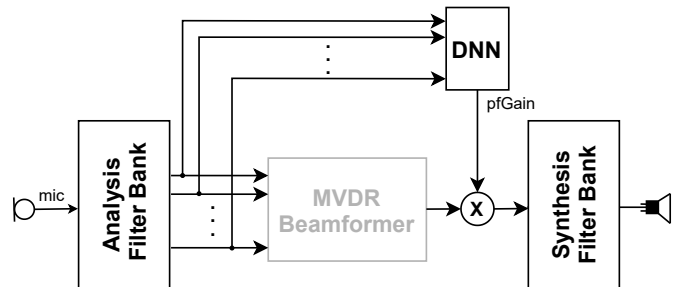 DNN
pfGain
mic
Analysis
Filter Bank
MVDR
Beamformer
X
Synthesis
Filter Bank